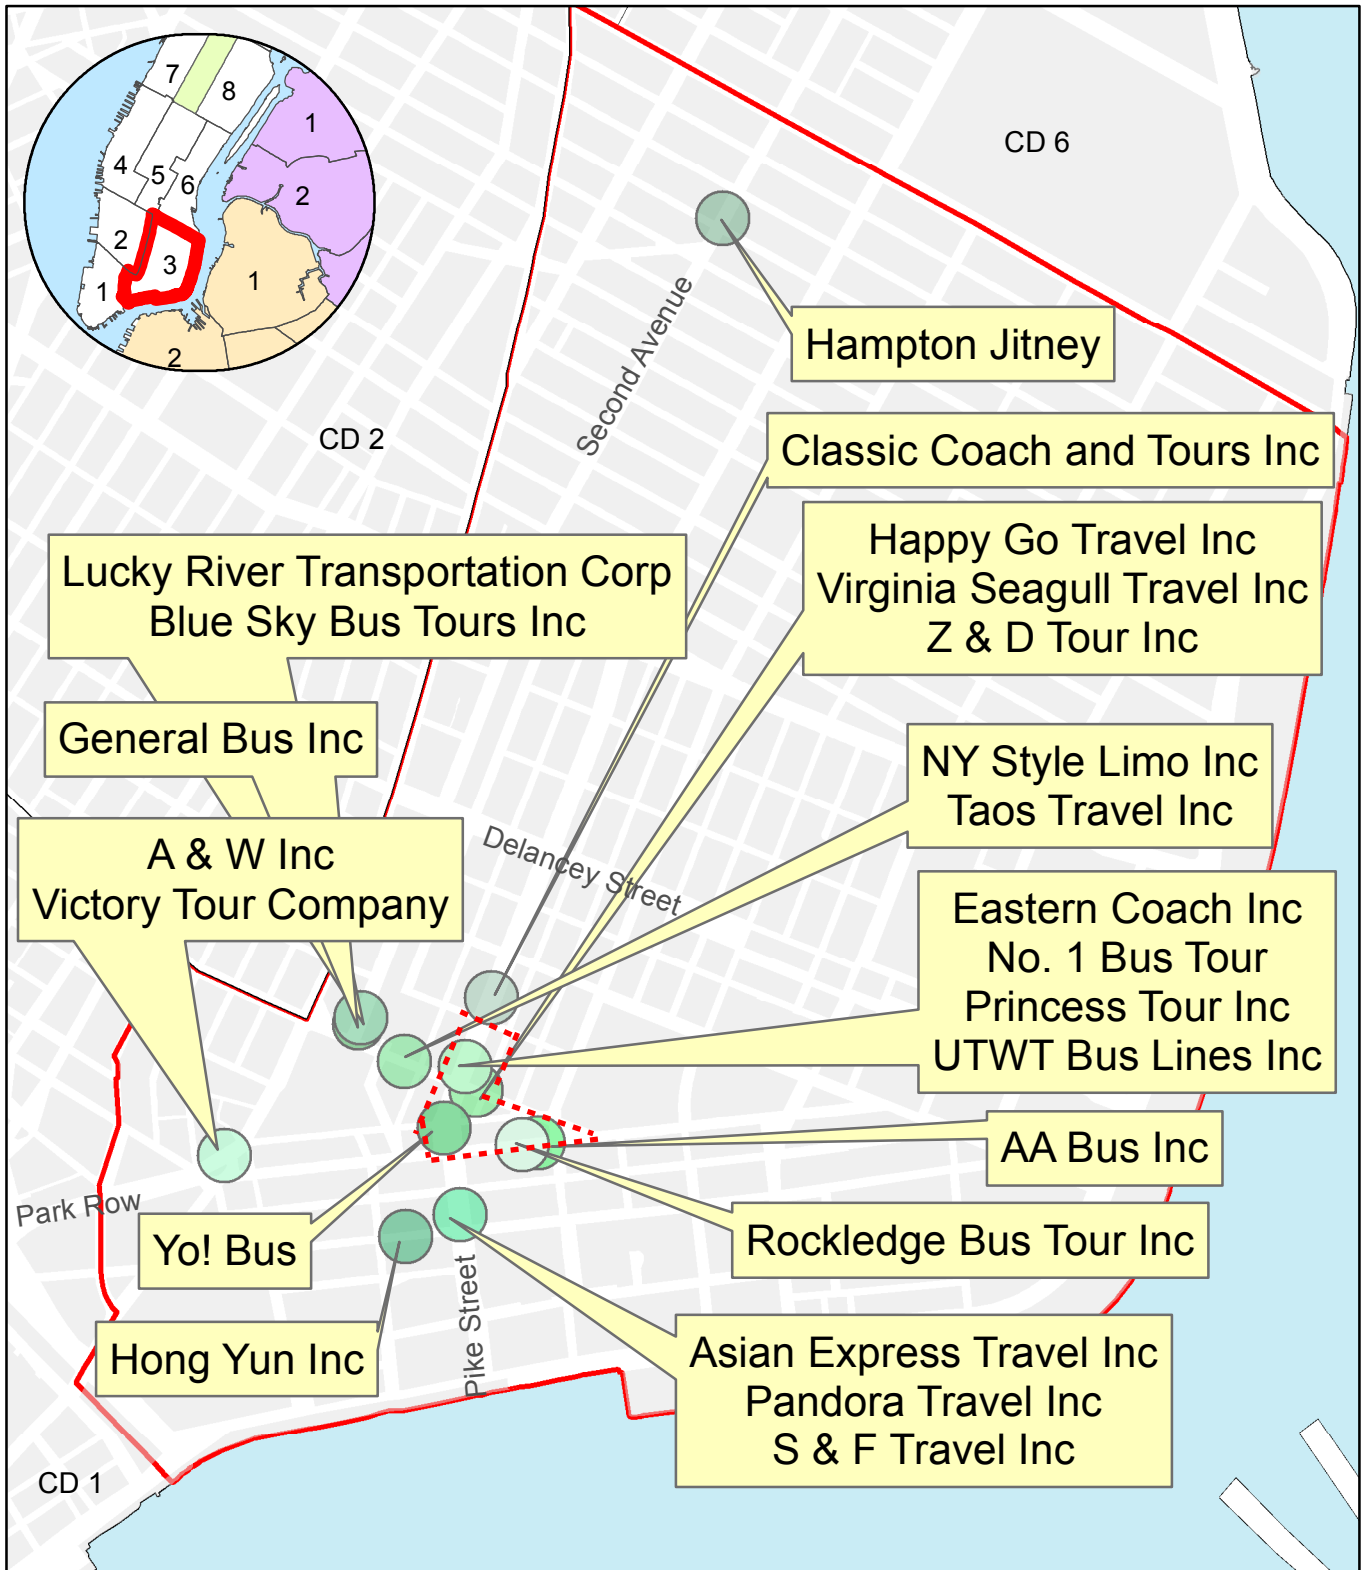 7
8
1
4
5
6
2
2
3
1
1
2
CD 6
Second Avenue
Hampton Jitney
CD 2
Classic Coach and Tours Inc
Happy Go Travel Inc
Virginia Seagull Travel Inc
Z & D Tour Inc
Lucky River Transportation Corp
Blue Sky Bus Tours Inc
General Bus Inc
NY Style Limo Inc
Taos Travel Inc
A & W Inc
Victory Tour Company
Delancey Street
Eastern Coach Inc
No. 1 Bus Tour
Princess Tour Inc
UTWT Bus Lines Inc
AA Bus Inc
Park Row
Yo! Bus
Rockledge Bus Tour Inc
Hong Yun Inc
Pike Street
Asian Express Travel Inc
Pandora Travel Inc
S & F Travel Inc
CD 1